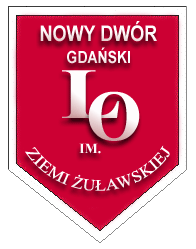 NOWY DWÓR
GDAŃSKI
LO
IM.
ZIEMI ŻUŁAWSKIEJ